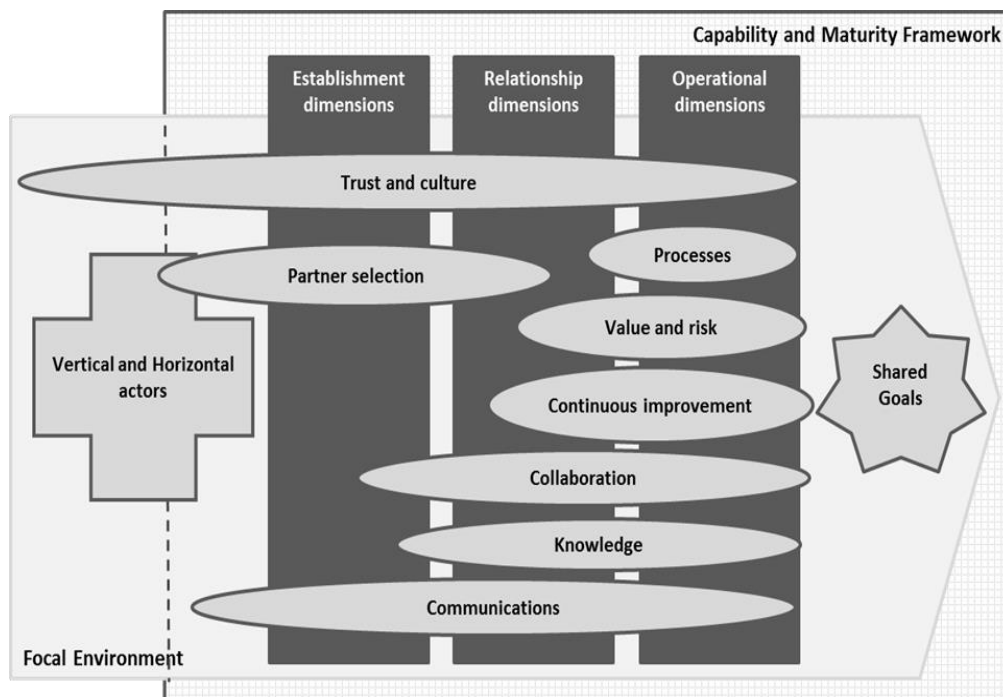 Capability and Maturity Framework
Establishment
dimensions
Relationship
dimensions
Operational
dimensions
Trust and culture
Processes
Partner selection
Value and risk
Vertical and Horizontal
actors
Shared
Goals
Continuous improvement
Collaboration
Knowledge
Communications
Focal Environment